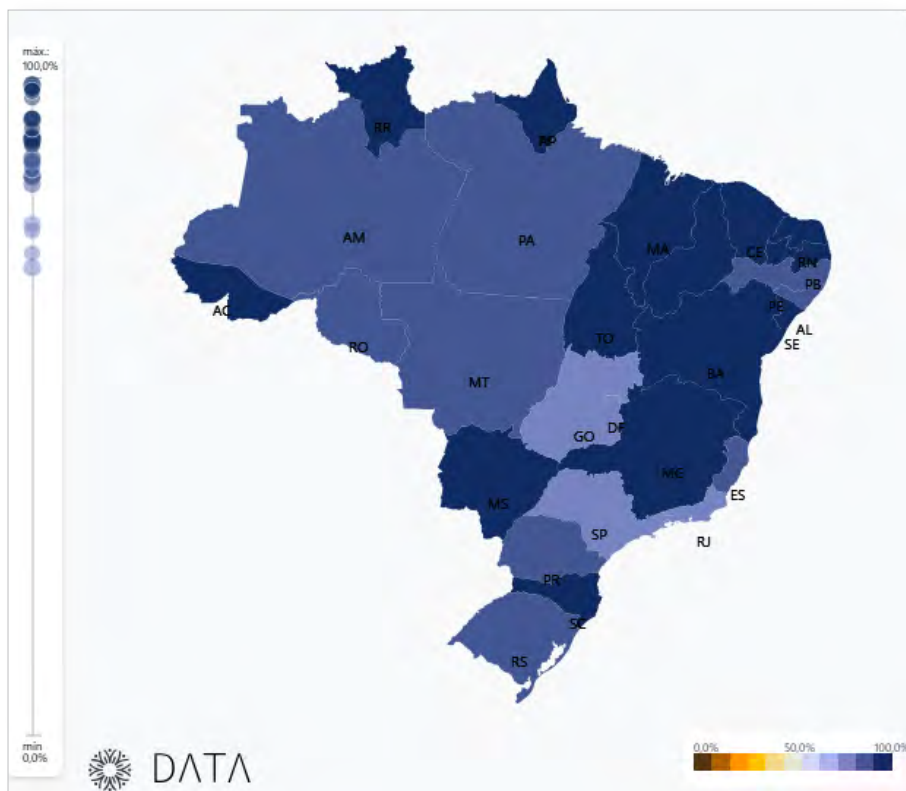 máx.:
100,0%
RR
AP
AM
PA
MA
CE
RN
PB
PE
AC
AL
TO
SE
RO
BA
MT
GO
DF
MG
ES
MS
SP
RJ
PR
SC
RS
mín
0,0%
DATA
0,0% 50,0% 100,0%